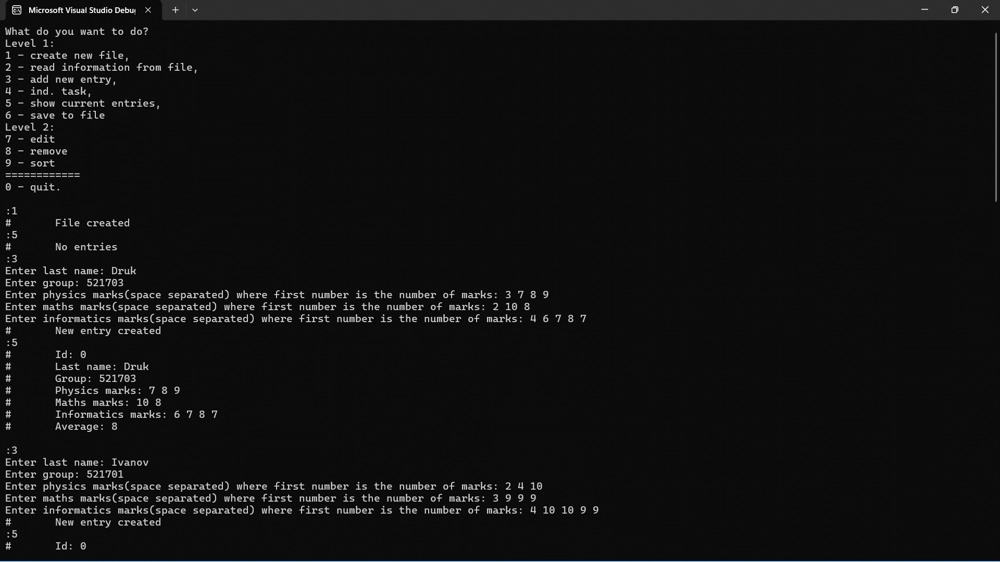 Microsoft Visual Studio Debug
What do you want to do?
Level 1:
1 - create new file,
2 - read information from file,
3 - add new entry,
4 - ind. task,
5 - show current entries,
6 - save to file
Level 2:
7 - edit
8 - remove
9 - sort
============
0 - quit.
:1
#       File created
:5
#       No entries
:3
Enter last name: Druk
Enter group: 521703
Enter physics marks(space separated) where first number is the number of marks: 3 7 8 9
Enter maths marks(space separated) where first number is the number of marks: 2 10 8
Enter informatics marks(space separated) where first number is the number of marks: 4 6 7 8 7
#       New entry created
:5
#       Id: 0
#       Last name: Druk
#       Group: 521703
#       Physics marks: 7 8 9
#       Maths marks: 10 8
#       Informatics marks: 6 7 8 7
#       Average: 8
:3
Enter last name: Ivanov
Enter group: 521701
Enter physics marks(space separated) where first number is the number of marks: 2 4 10
Enter maths marks(space separated) where first number is the number of marks: 3 9 9 9
Enter informatics marks(space separated) where first number is the number of marks: 4 10 10 9 9
#       New entry created
:5
#       Id: 0